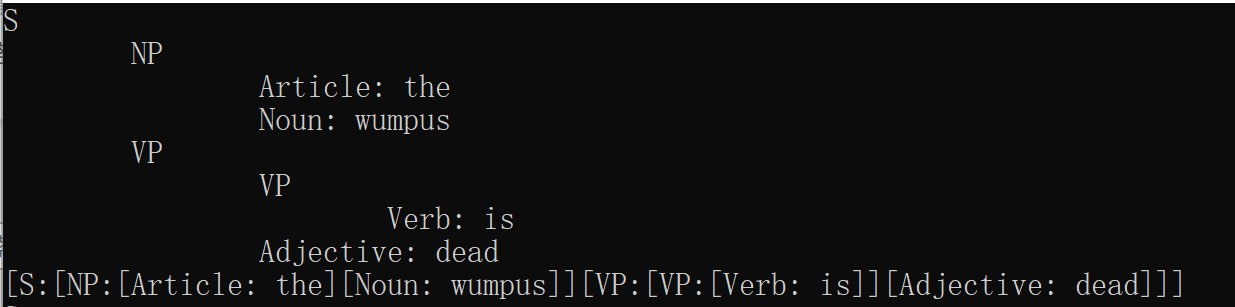 S
NP
Article: the
Noun: wumpus
VP
VP
Verb: is
Adjective: dead
[S:[NP:[Article: the][Noun: wumpus]][VP:[VP:[Verb: is]][Adjective: dead]]]